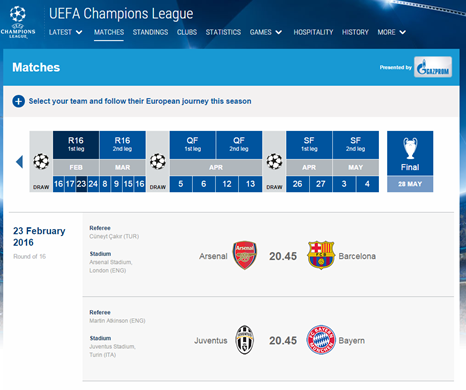 UEFA Champions League
CHAMPIONS
LEAGUE
LATEST MATCHES STANDINGS CLUBS STATISTICS GAMES HOSPITALITY HISTORY MORE
Matches
Presented by GAZPROM
Select your team and follow their European journey this season
R16 R16 QF QF SF SF
1st leg 2nd leg 1st leg 2nd leg 1st leg 2nd leg
FEB MAR APR APR MAY Final
DRAW 16 17 23 24 8 9 15 16 DRAW 5 6 12 13 DRAW 26 27 3 4 28 MAY
23 February
2016
Round of 16
Referee
Cüneyt Çakır (TUR)
Stadium
Arsenal Stadium,
London (ENG)
Arsenal 20.45 Barcelona
Referee
Martin Atkinson (ENG)
Stadium
Juventus Stadium,
Turin (ITA)
Juventus 20.45 Bayern